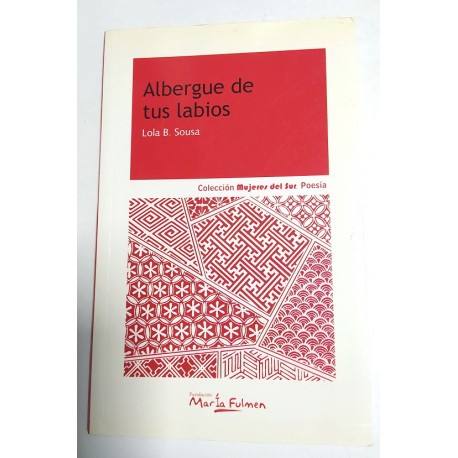 Albergue de
tus labios
Lola B. Sousa
Colección Mujeres del Sur. Poesía
Fundación
María Fulmen